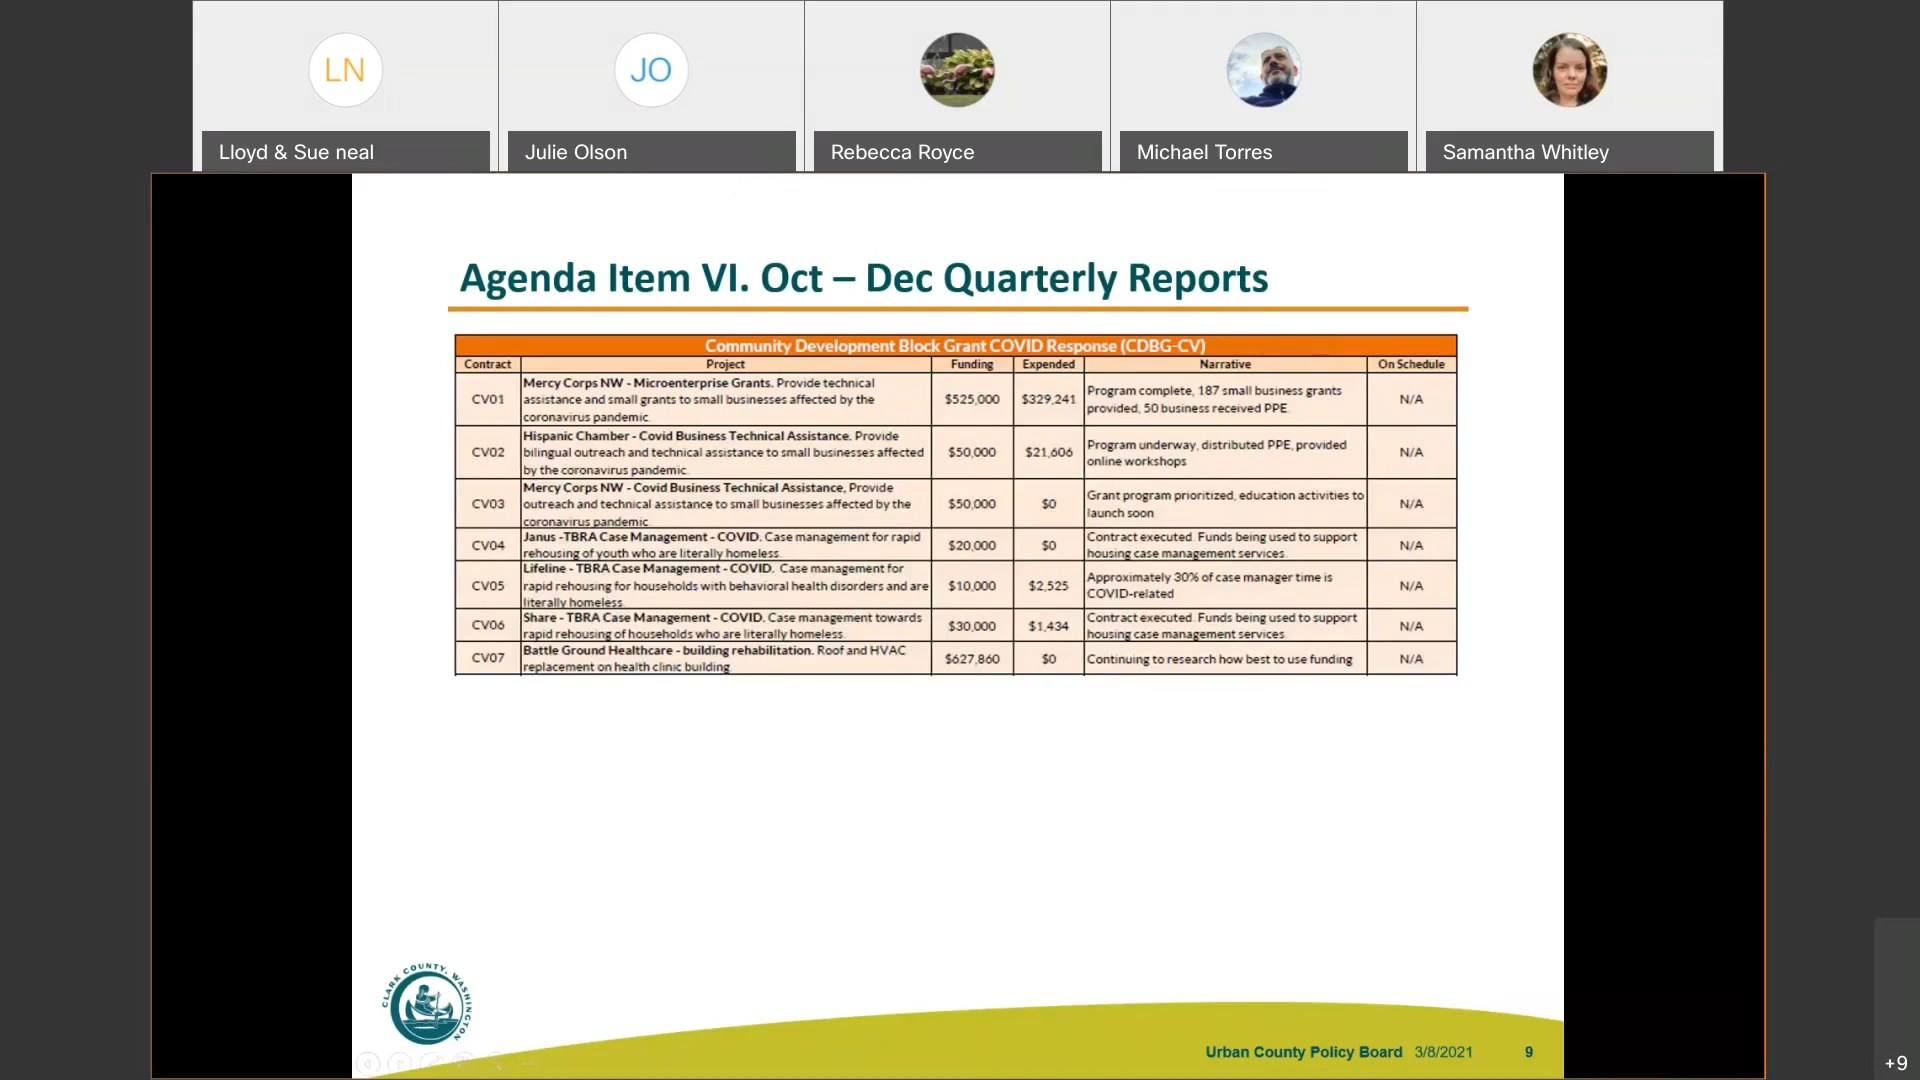 LN
JO
Lloyd & Sue neal
Julie Olson
Rebecca Royce
Michael Torres
Samantha Whitley
Agenda Item VI. Oct – Dec Quarterly Reports
Community Development Block Grant COVID Response (CDBG-CV)
Contract Project Funding Expended Narrative On Schedule
CV01
Mercy Corps NW - Microenterprise Grants. Provide technical
assistance and small grants to small businesses affected by the
coronavirus pandemic.
$525,000
$329,241
Program complete, 187 small business grants
provided, 50 business received PPE.
N/A
CV02
Hispanic Chamber - Covid Business Technical Assistance. Provide
bilingual outreach and technical assistance to small businesses affected
by the coronavirus pandemic.
$50,000
$21,606
Program underway, distributed PPE, provided
online workshops
N/A
CV03
Mercy Corps NW - Covid Business Technical Assistance, Provide
outreach and technical assistance to small businesses affected by the
coronavirus pandemic.
$50,000
$0
Grant program prioritized, education activities to
launch soon
N/A
CV04
Janus -TBRA Case Management - COVID. Case management for rapid
rehousing of youth who are literally homeless.
$20,000
$0
Contract executed. Funds being used to support
housing case management services.
N/A
CV05
Lifeline - TBRA Case Management - COVID. Case management for
rapid rehousing for households with behavioral health disorders and are
literally homeless.
$10,000
$2,525
Approximately 30% of case manager time is
COVID-related
N/A
CV06
Share - TBRA Case Management - COVID. Case management towards
rapid rehousing of households who are literally homeless.
$30,000
$1,434
Contract executed. Funds being used to support
housing case management services.
N/A
CV07
Battle Ground Healthcare - building rehabilitation. Roof and HVAC
replacement on health clinic building.
$627,860
$0
Continuing to research how best to use funding
N/A
CLARK COUNTY, WASHINGTON
Urban County Policy Board 3/8/2021 9
+9